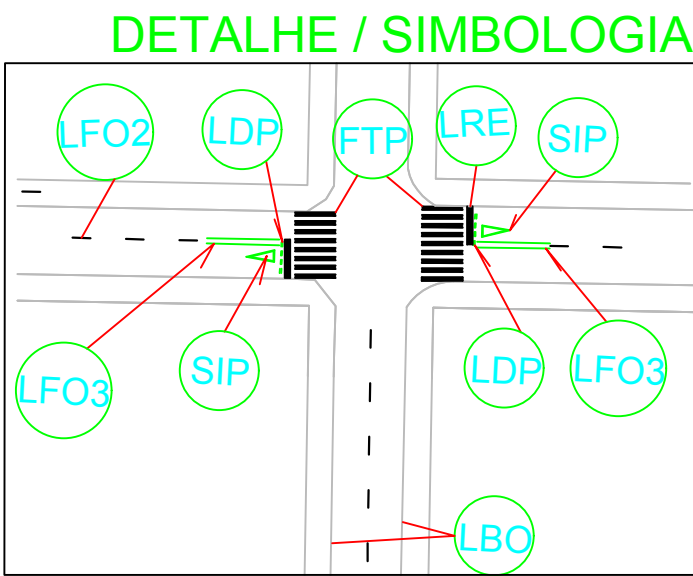 DETALHE / SIMBOLOGIA
LFO2
LDP
FTP
LRE
SIP
LFO3
SIP
LDP
LFO3
LBO